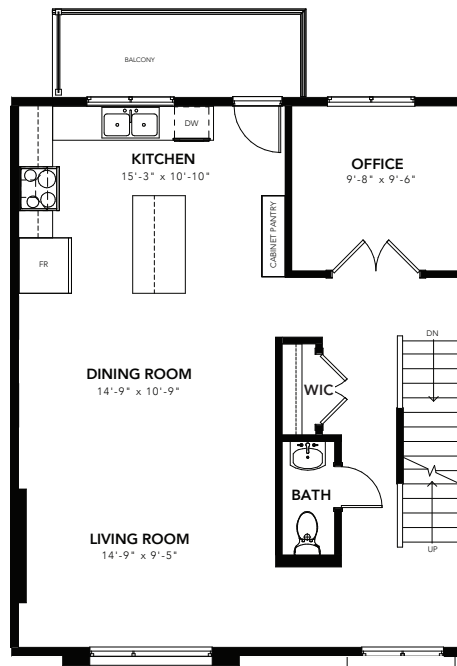 BALCONY
DW
KITCHEN
15'-3" x 10'-10"
OFFICE
9'-8" x 9'-6"
CABINET PANTRY
FR
DN
DINING ROOM
14'-9" x 10'-9"
WIC
BATH
LIVING ROOM
14'-9" x 9'-5"
UP